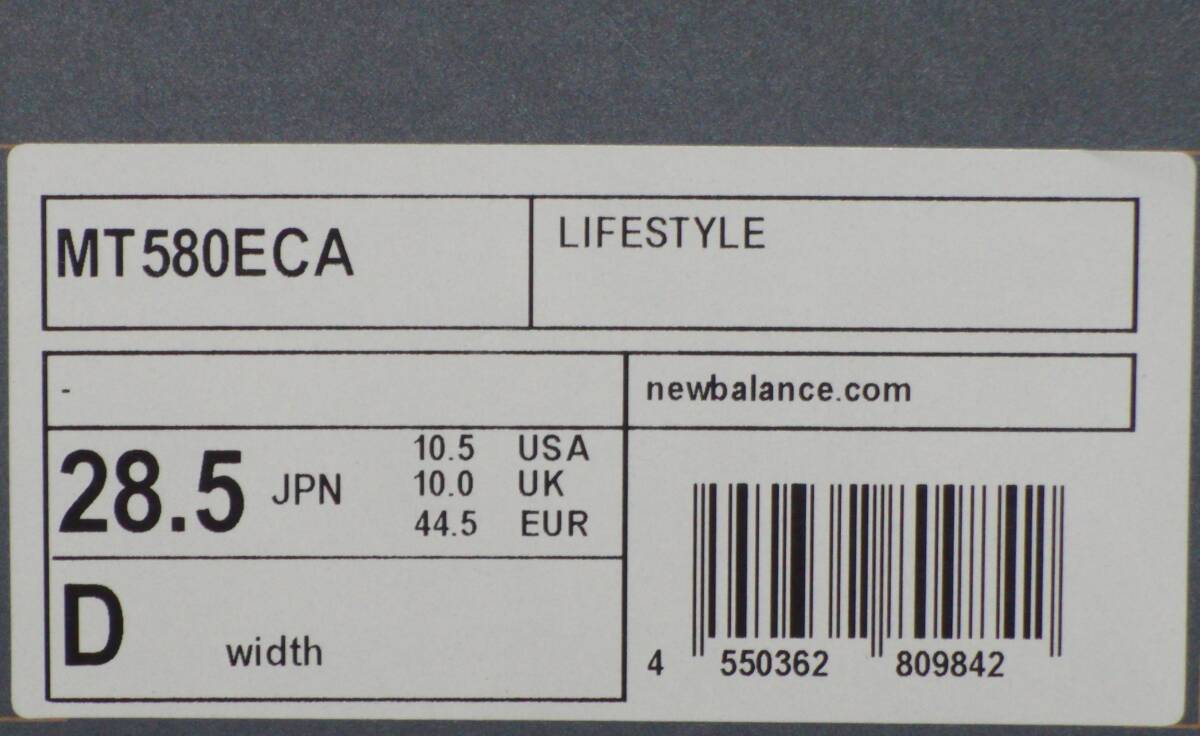 MT580ECA
LIFESTYLE
-
newbalance.com
28.5 JPN
10.5 USA
10.0 UK
44.5 EUR
D width
4 550362 809842